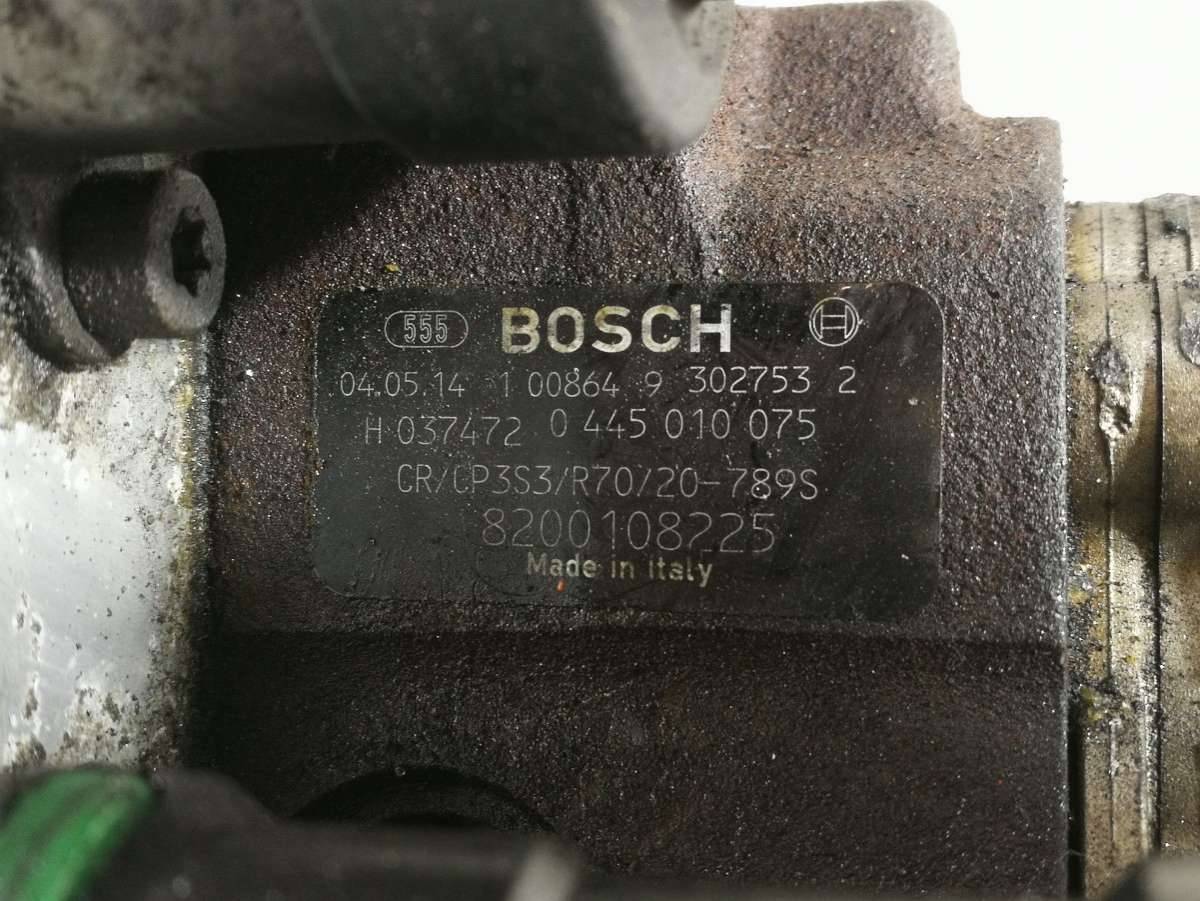 555 BOSCH H
04.05.14 1 00864 9 302753 2
H 037472 0 445 010 075
CR/CP3S3/R70/20-789S
8200108225
Made in Italy